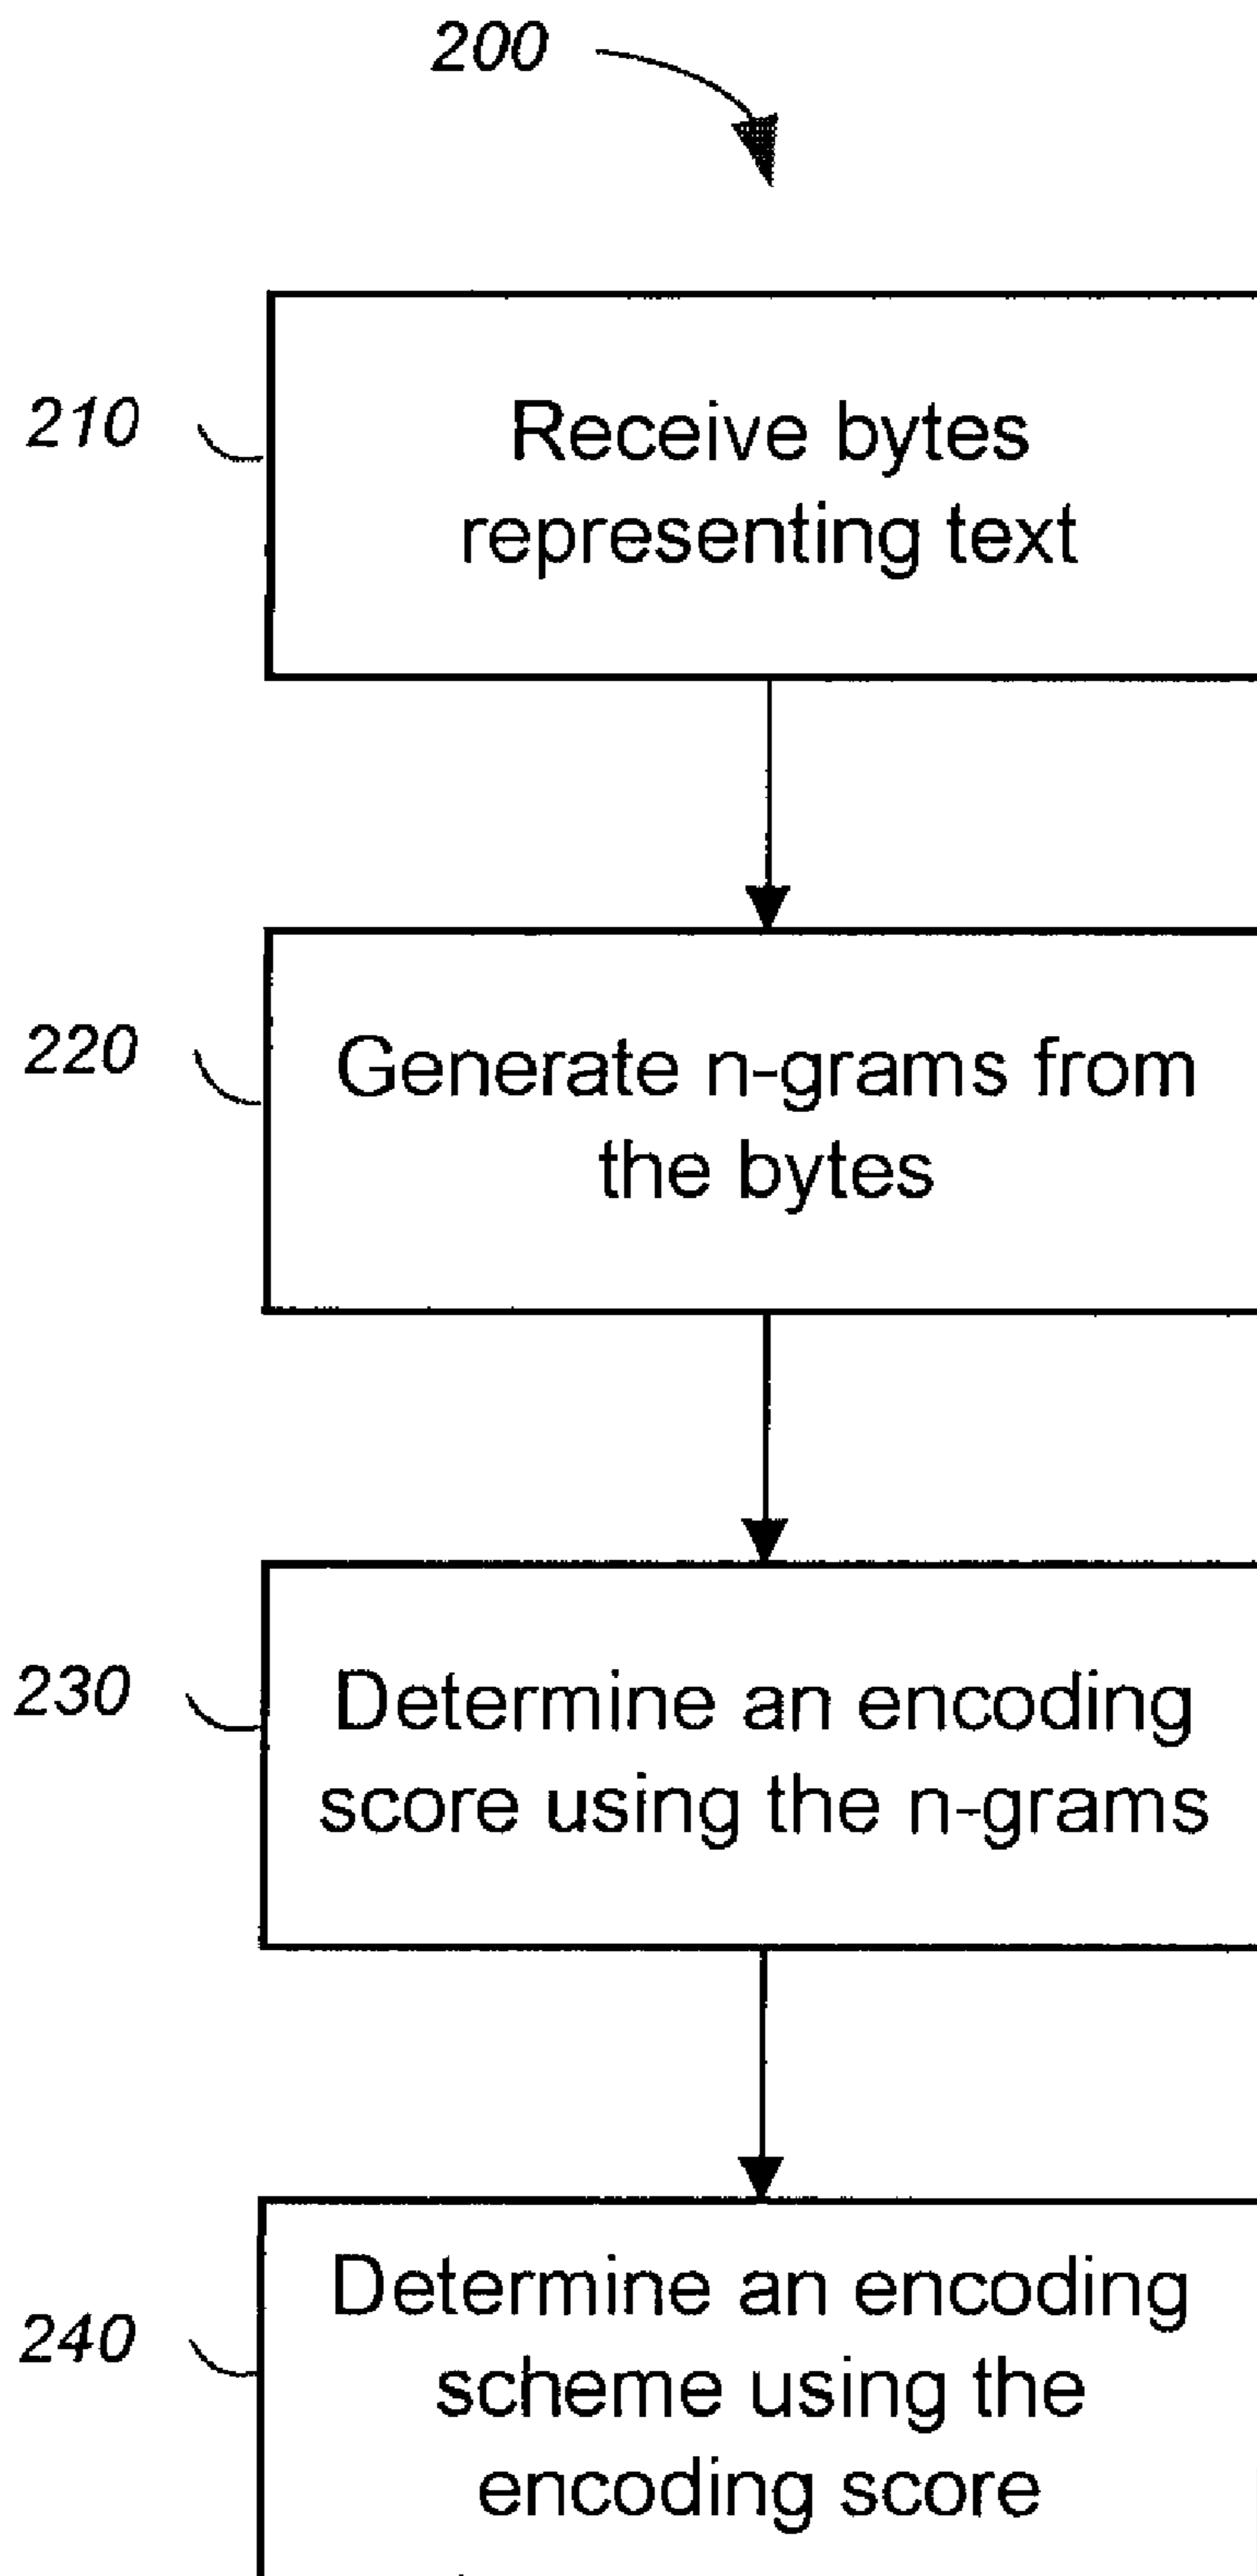 200
210
Receive bytes
representing text
220
Generate n-grams from
the bytes
230
Determine an encoding
score using the n-grams
240
Determine an encoding
scheme using the
encoding score